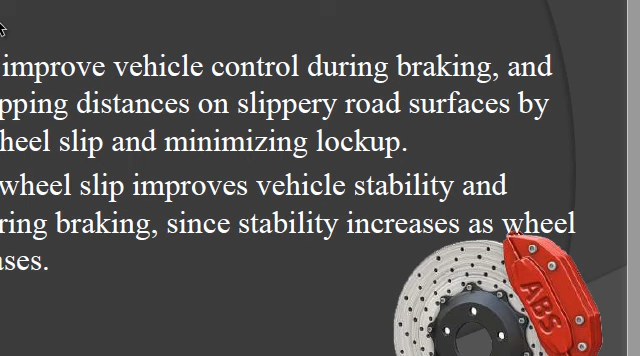 improve vehicle control during braking, and
pping distances on slippery road surfaces by
heel slip and minimizing lockup.
wheel slip improves vehicle stability and
ring braking, since stability increases as wheel
ases.
ABS